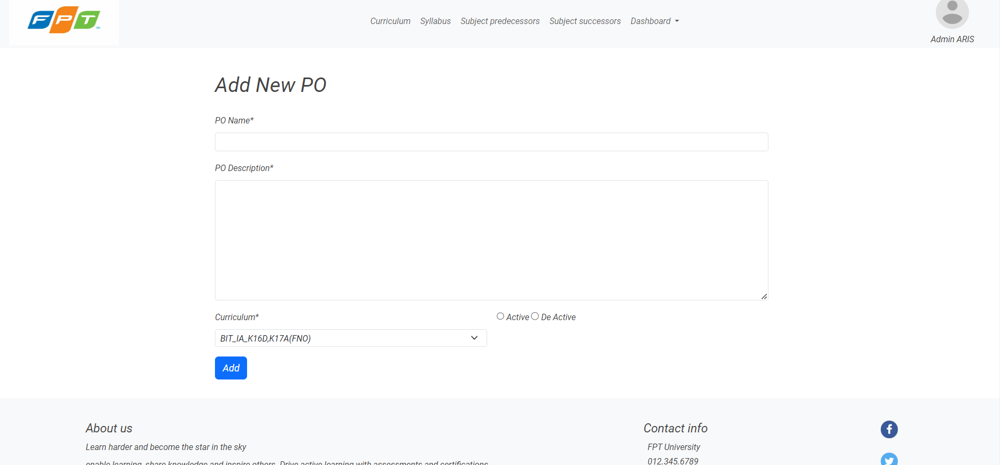 FPT
Curriculum Syllabus Subject predecessors Subject successors Dashboard
Admin ARIS
Add New PO
PO Name*
PO Description*
Curriculum*
Active De Active
BIT_IA_K16D,K17A(FNO)
Add
About us
Learn harder and become the star in the sky
enable learning, share knowledge and inspire others. Drive active learning with assessments and certifications
Contact info
FPT University
012.345.6789